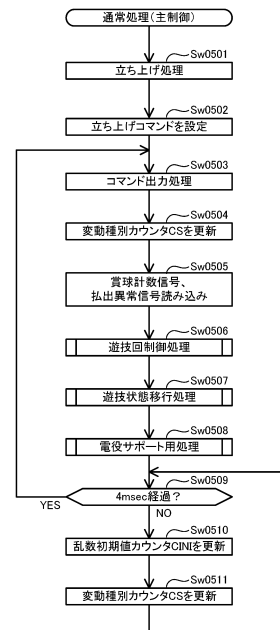 通常処理(主制御)
Sw0501
立ち上げ処理
Sw0502
立ち上げコマンドを設定
Sw0503
コマンド出力処理
Sw0504
変動種別カウンタCSを更新
Sw0505
賞球計数信号、
払出異常信号読み込み
Sw0506
遊技回制御処理
Sw0507
遊技状態移行処理
Sw0508
電役サポート用処理
Sw0509
4msec経過?
YES
NO
Sw0510
乱数初期値カウンタCINIを更新
Sw0511
変動種別カウンタCSを更新